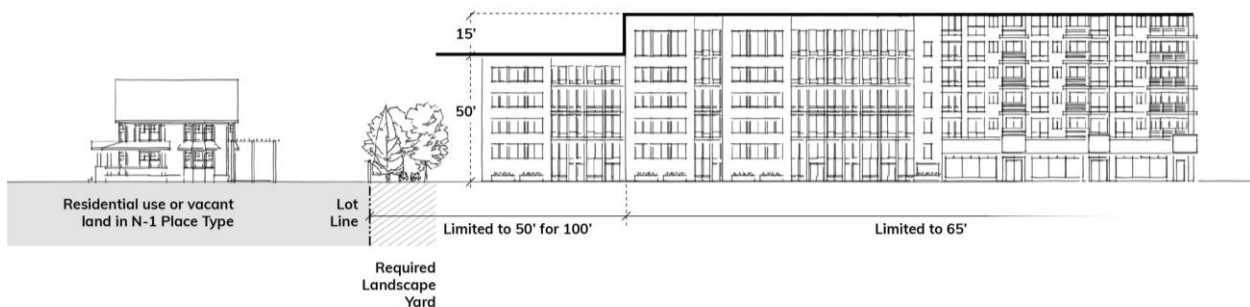 15'
50'
Residential use or vacant
land in N-1 Place Type
Lot
Line
Limited to 50' for 100'
Limited to 65'
Required
Landscape
Yard